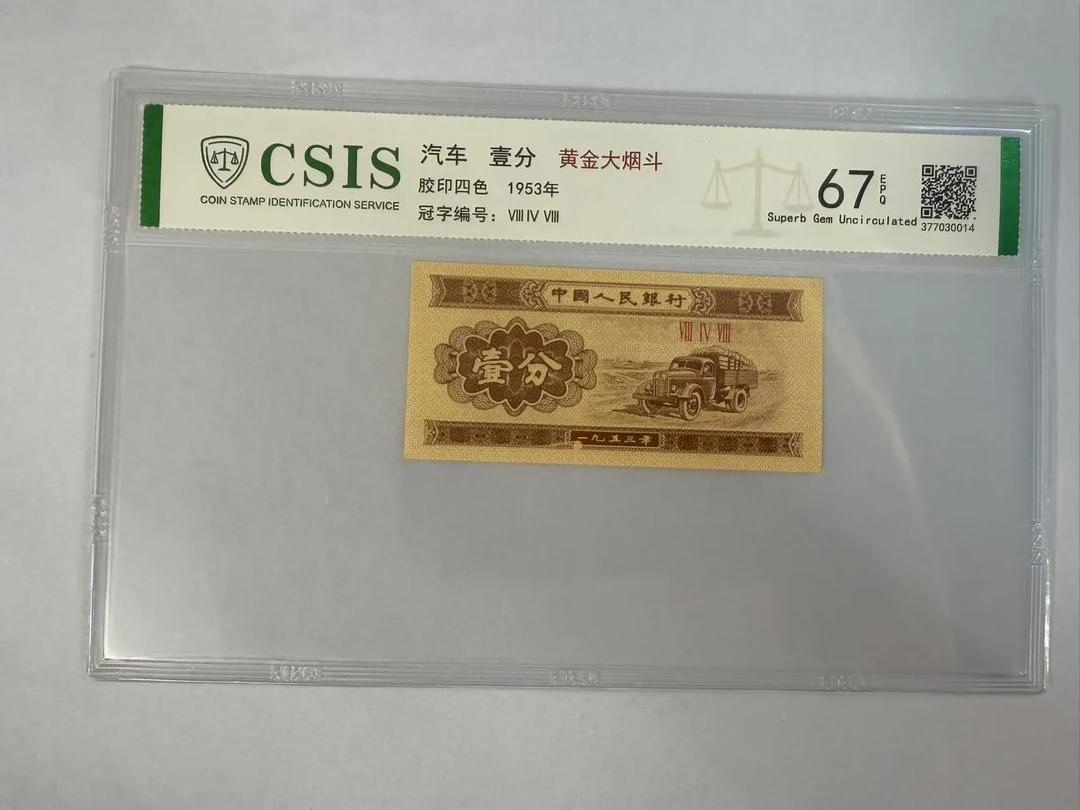 CSIS
COIN STAMP IDENTIFICATION SERVICE
汽车 壹分 黄金大烟斗
胶印四色 1953年
冠字编号：Ⅷ Ⅳ Ⅷ
67 EPQ
Superb Gem Uncirculated
377030014
中國人民銀行
Ⅷ Ⅳ Ⅷ
壹分
一九五三年